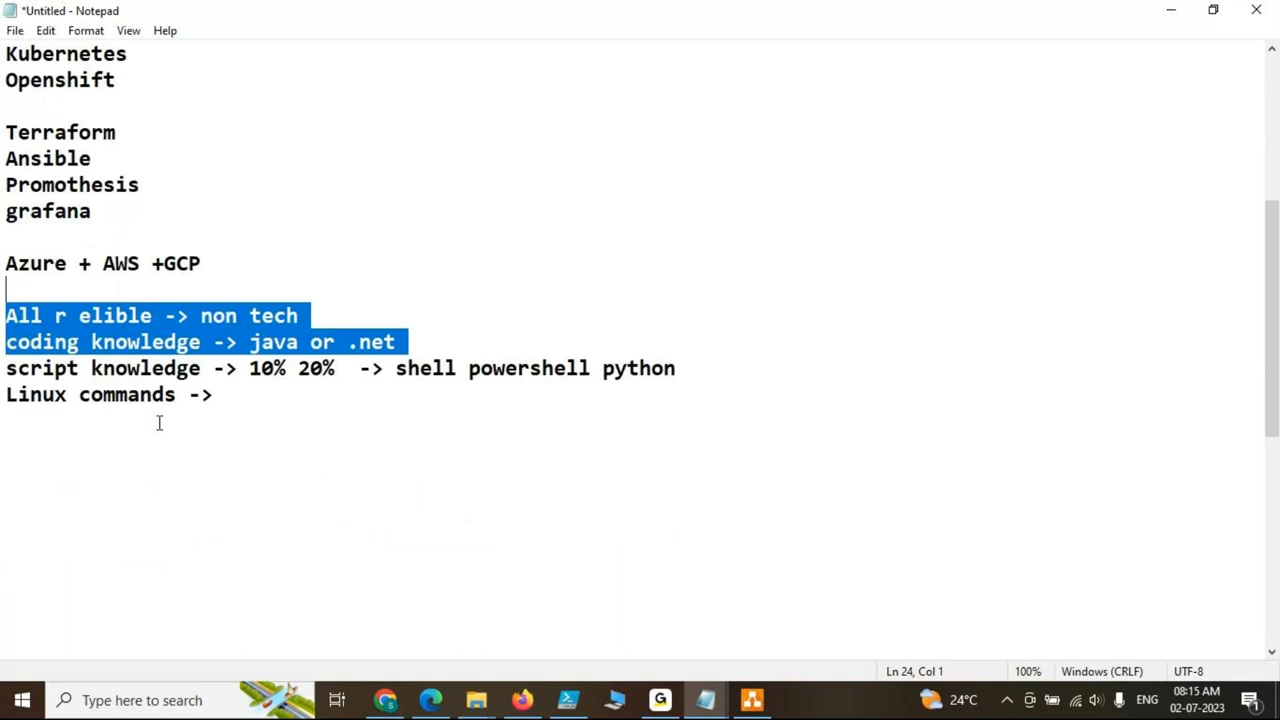 *Untitled - Notepad
File Edit Format View Help
Kubernetes
Openshift
Terraform
Ansible
Promothesis
grafana
Azure + AWS +GCP
All r elible -> non tech
coding knowledge -> java or .net
script knowledge -> 10% 20%  -> shell powershell python
Linux commands ->
Ln 24, Col 1 100% Windows (CRLF) UTF-8
Type here to search
24°C ENG 08:15 AM
02-07-2023